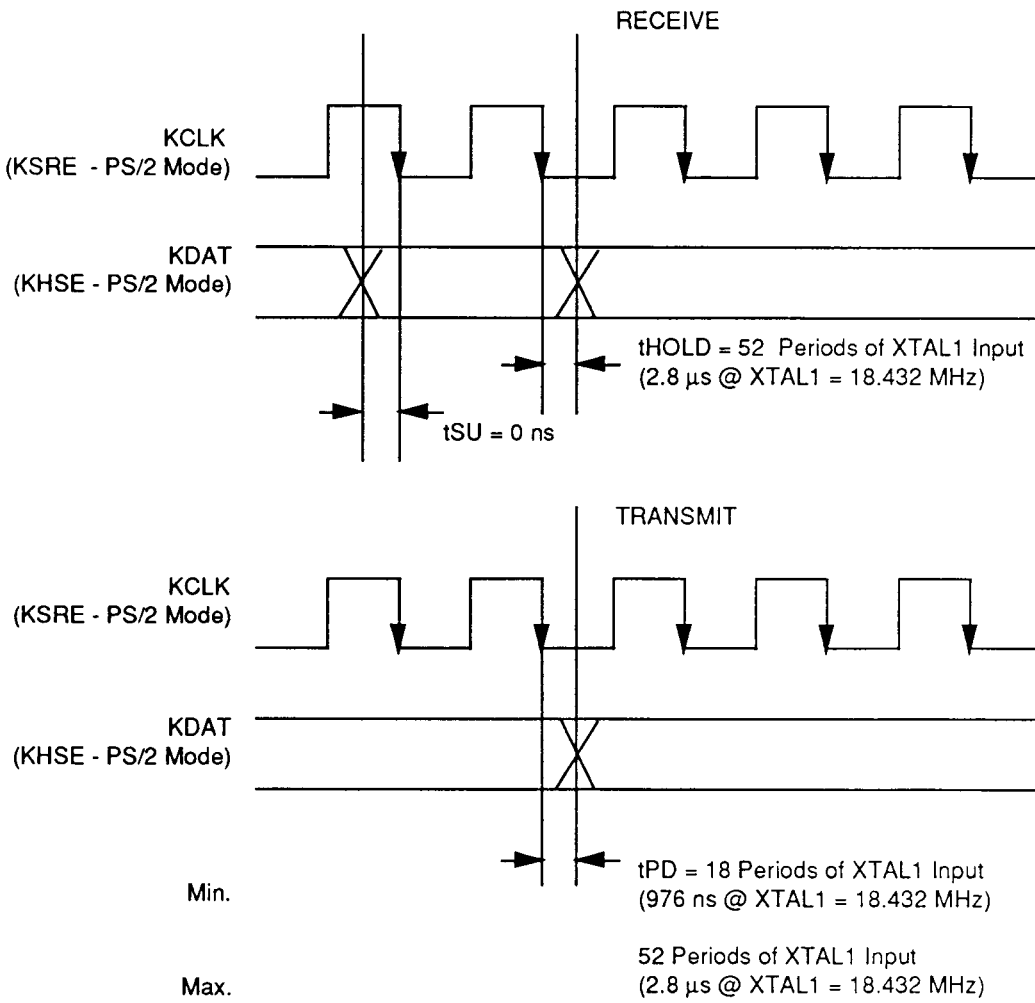 RECEIVE
KCLK
(KSRE - PS/2 Mode)
KDAT
(KHSE - PS/2 Mode)
tHOLD = 52 Periods of XTAL1 Input
(2.8 µs @ XTAL1 = 18.432 MHz)
tSU = 0 ns
TRANSMIT
KCLK
(KSRE - PS/2 Mode)
KDAT
(KHSE - PS/2 Mode)
Min.
tPD = 18 Periods of XTAL1 Input
(976 ns @ XTAL1 = 18.432 MHz)
Max.
52 Periods of XTAL1 Input
(2.8 µs @ XTAL1 = 18.432 MHz)